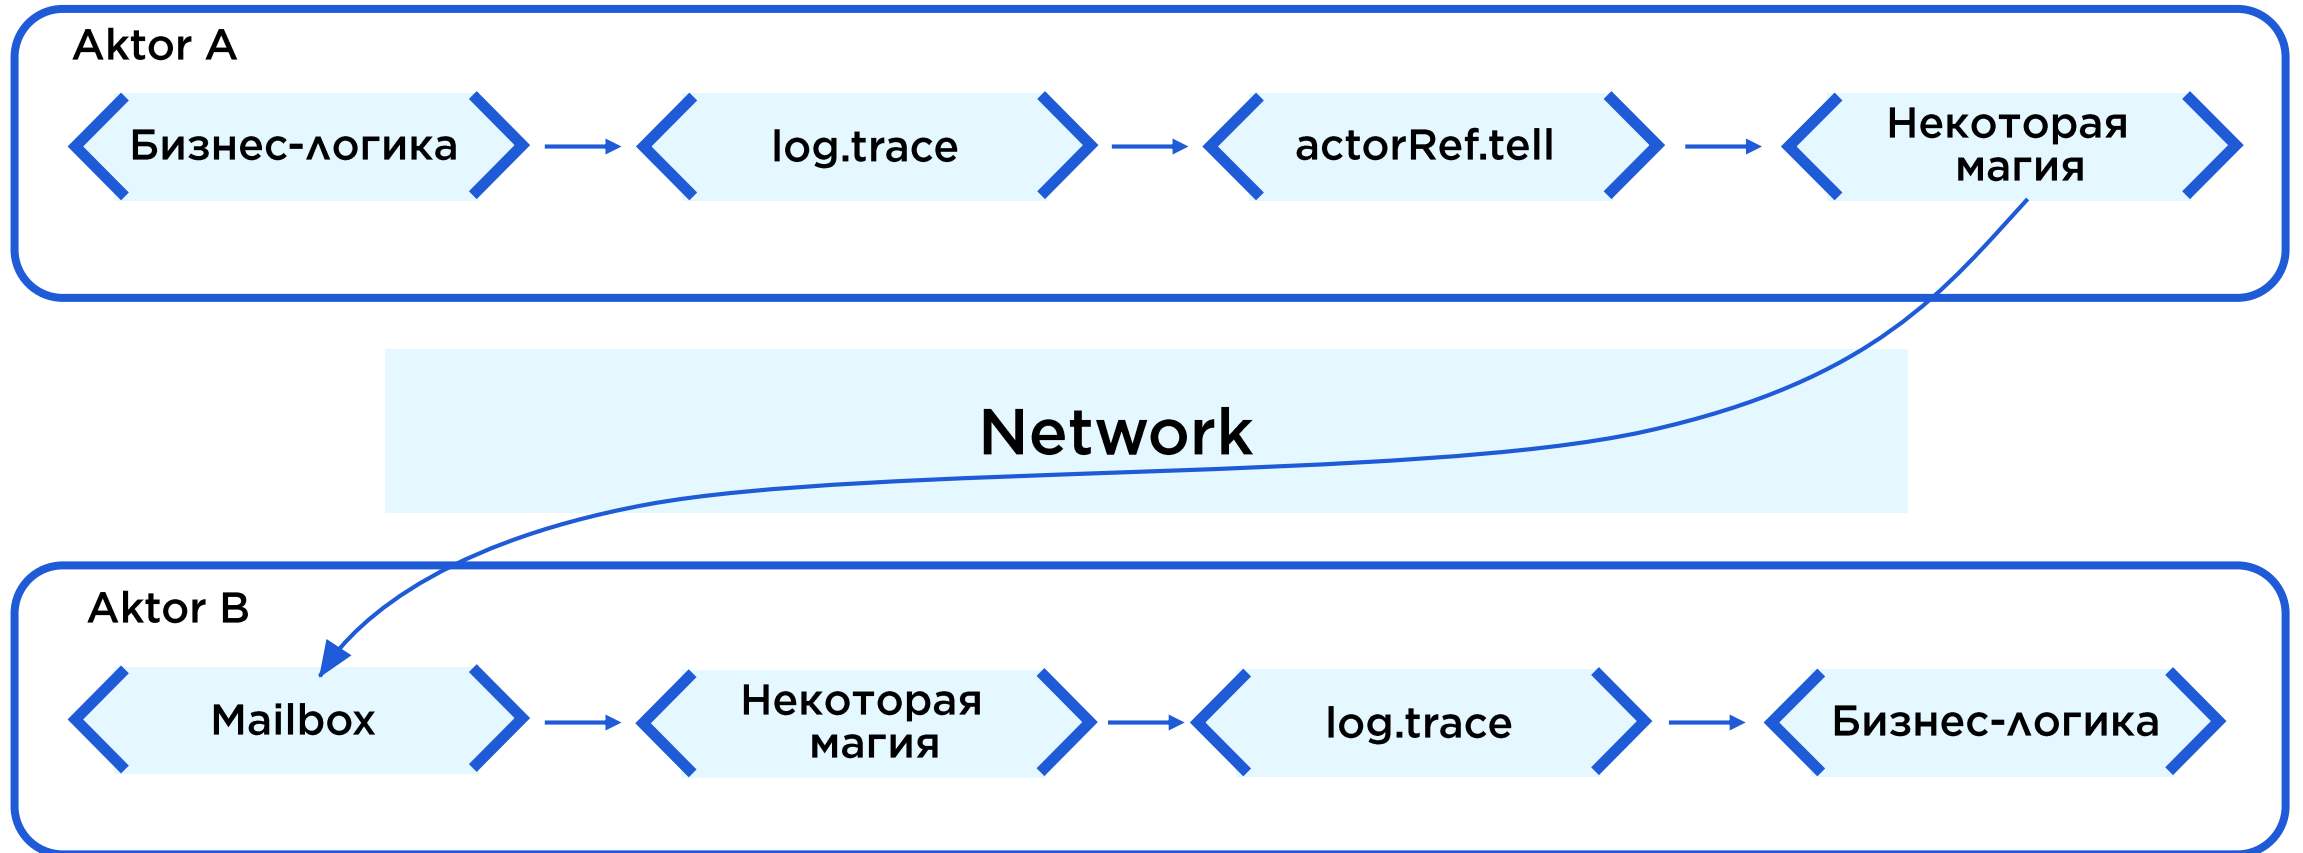 Aktor A
Бизнес-логика
log.trace
actorRef.tell
Некоторая
магия
Network
Aktor B
Mailbox
Некоторая
магия
log.trace
Бизнес-логика